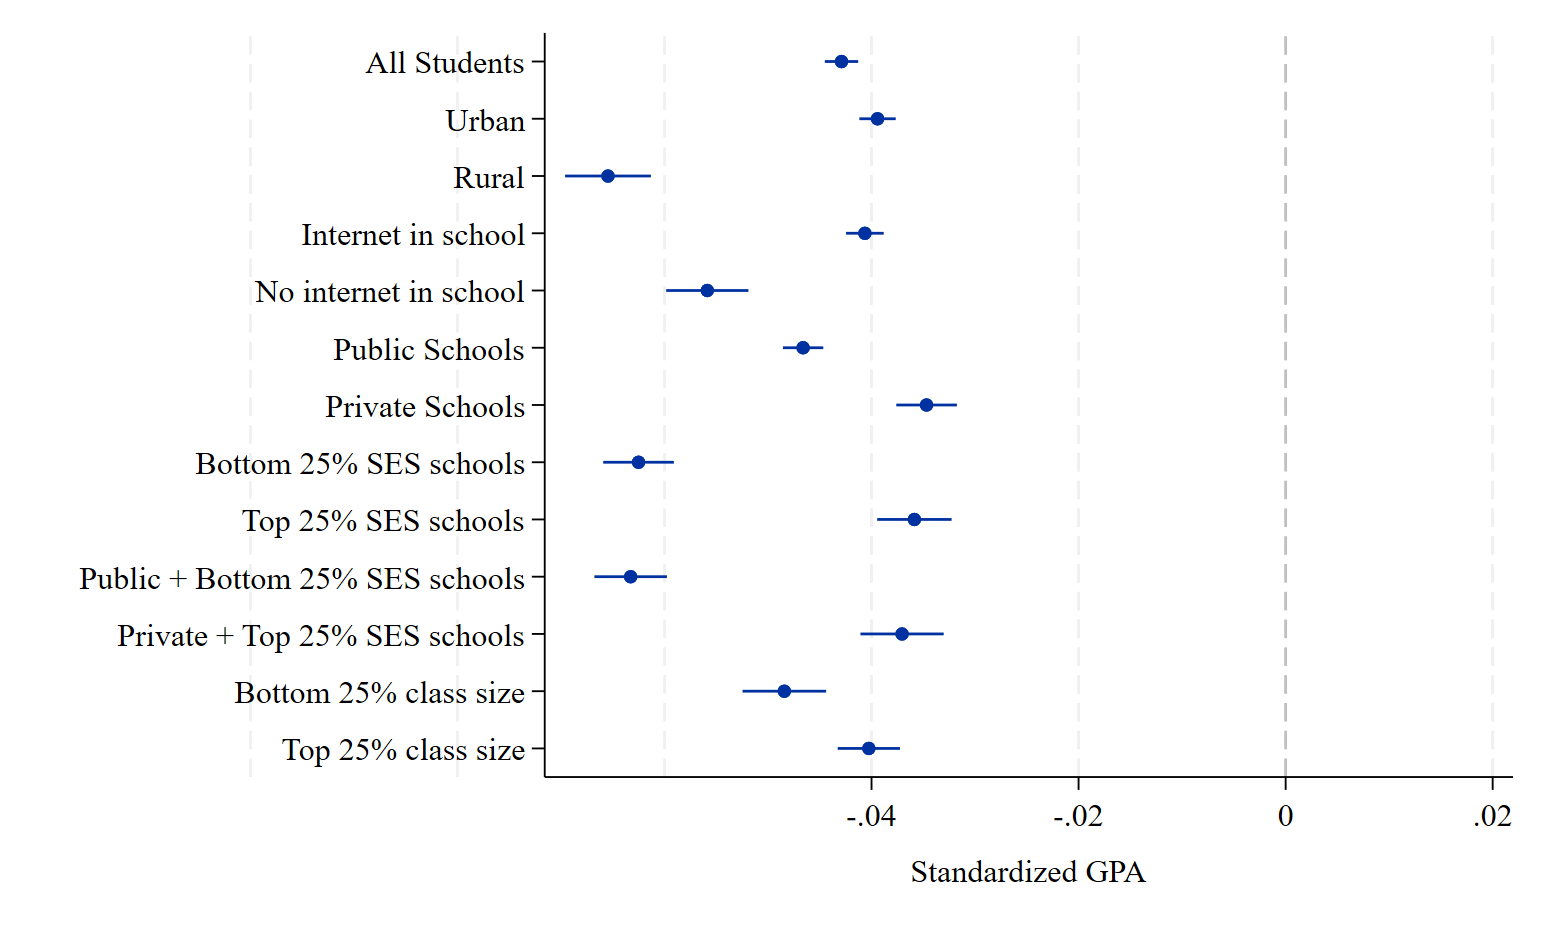 All Students
Urban
Rural
Internet in school
No internet in school
Public Schools
Private Schools
Bottom 25% SES schools
Top 25% SES schools
Public + Bottom 25% SES schools
Private + Top 25% SES schools
Bottom 25% class size
Top 25% class size
-.04 -.02 0 .02
Standardized GPA